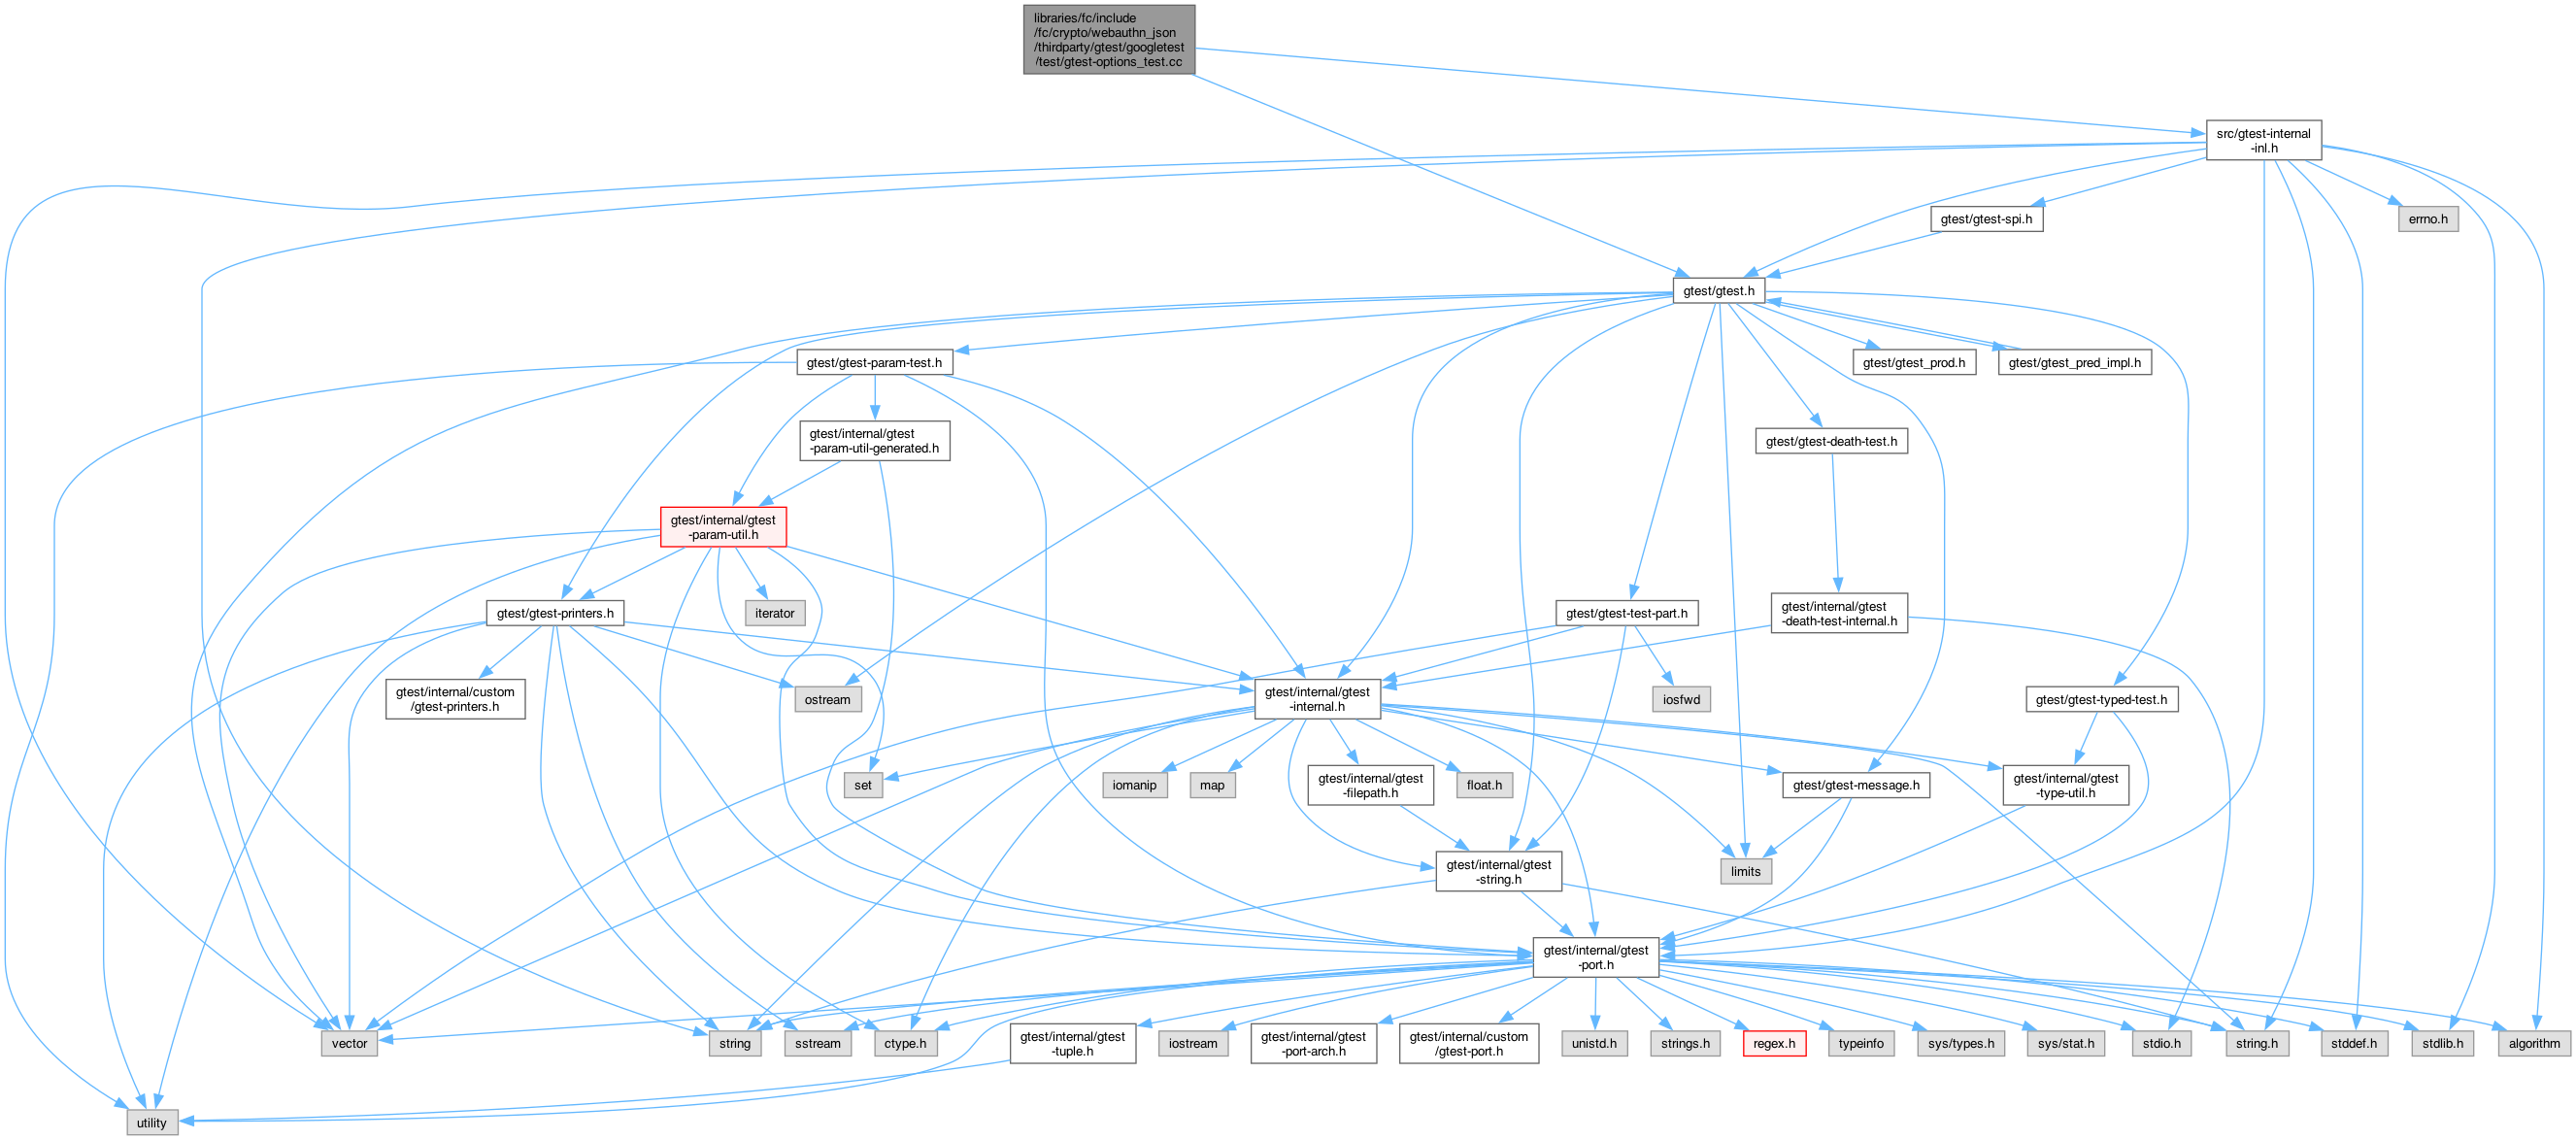 libraries/fc/include
/fc/crypto/webauthn_json
/thirdparty/gtest/googletest
/test/gtest-options_test.cc
src/gtest-internal
-inl.h
gtest/gtest-spi.h
errno.h
gtest/gtest.h
gtest/gtest-param-test.h
gtest/gtest_prod.h
gtest/gtest_pred_impl.h
gtest/internal/gtest
-param-util-generated.h
gtest/gtest-death-test.h
gtest/internal/gtest
-param-util.h
gtest/gtest-printers.h
iterator
gtest/gtest-test-part.h
gtest/internal/gtest
-death-test-internal.h
gtest/internal/custom
/gtest-printers.h
ostream
gtest/internal/gtest
-internal.h
iosfwd
gtest/gtest-typed-test.h
set
iomanip
map
gtest/internal/gtest
-filepath.h
float.h
gtest/gtest-message.h
gtest/internal/gtest
-type-util.h
gtest/internal/gtest
-string.h
limits
gtest/internal/gtest
-port.h
vector
string
sstream
ctype.h
gtest/internal/gtest
-tuple.h
iostream
gtest/internal/gtest
-port-arch.h
gtest/internal/custom
/gtest-port.h
unistd.h
strings.h
regex.h
typeinfo
sys/types.h
sys/stat.h
stdio.h
string.h
stddef.h
stdlib.h
algorithm
utility